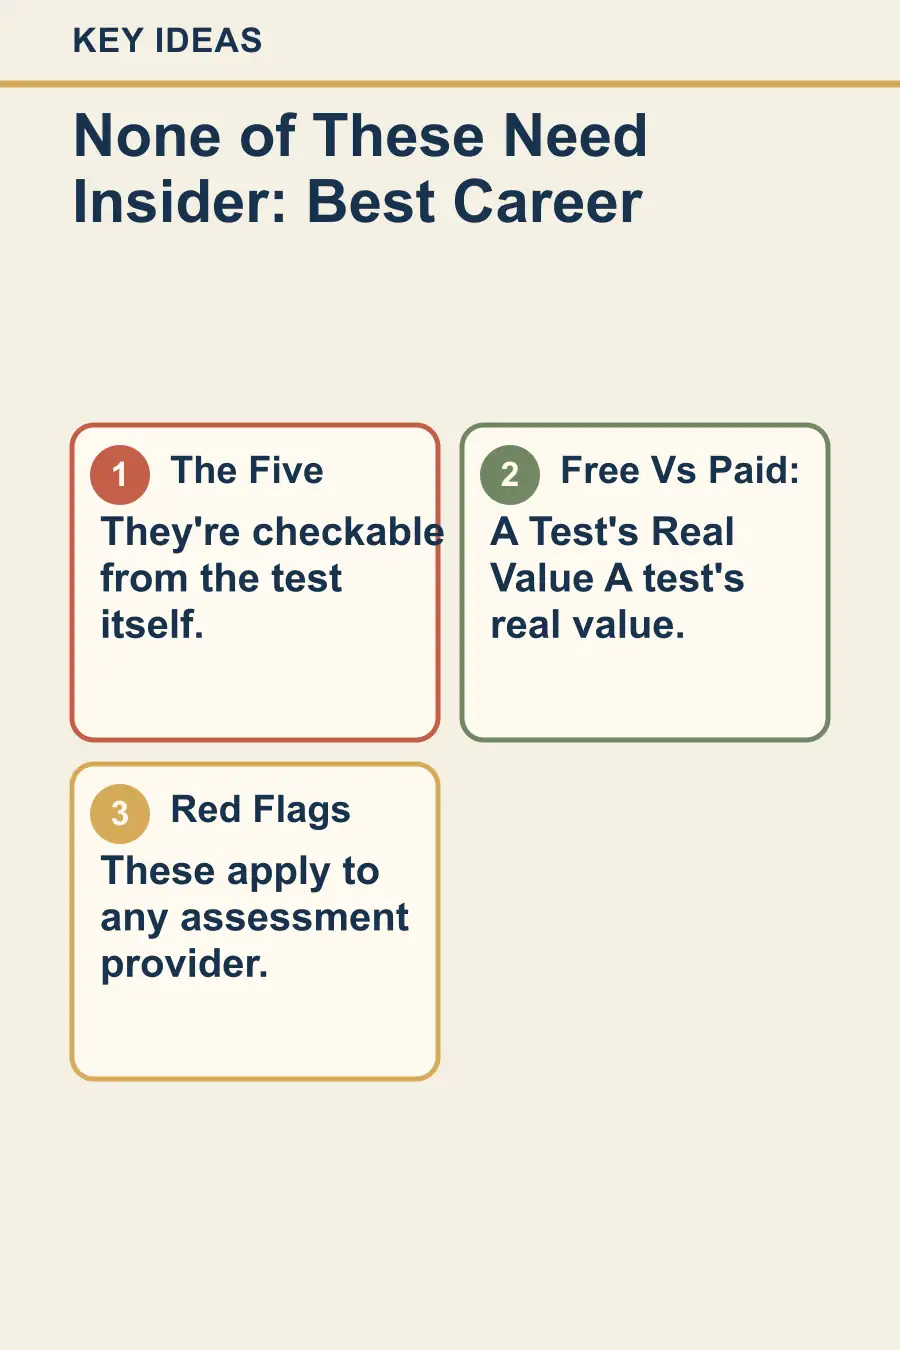 KEY IDEAS
None of These Need
Insider: Best Career
1 The Five
They're checkable
from the test
itself.
2 Free Vs Paid:
A Test's Real
Value A test's
real value.
3 Red Flags
These apply to
any assessment
provider.